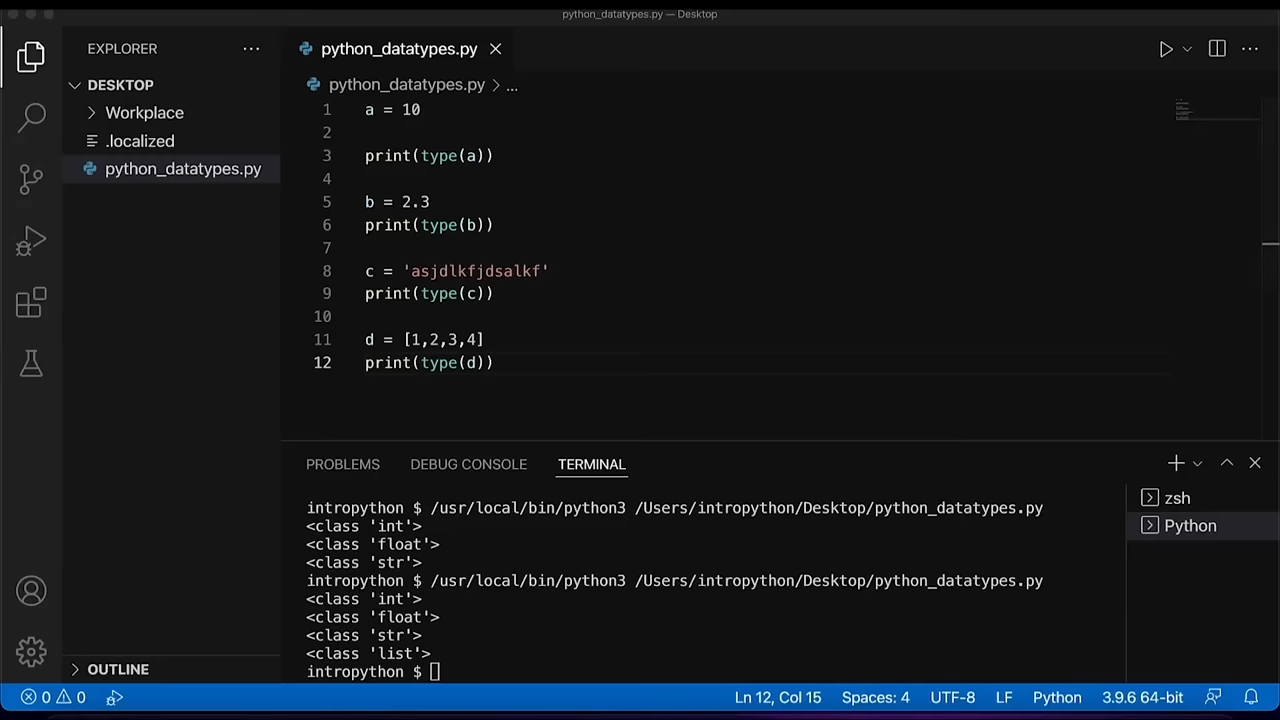 python_datatypes.py — Desktop
EXPLORER
DESKTOP
Workplace
.localized
python_datatypes.py
python_datatypes.py
python_datatypes.py > ...
1 a = 10
2
3 print(type(a))
4
5 b = 2.3
6 print(type(b))
7
8 c = 'asjdlkfjdsalkf'
9 print(type(c))
10
11 d = [1,2,3,4]
12 print(type(d))
PROBLEMS DEBUG CONSOLE TERMINAL
intropython $ /usr/local/bin/python3 /Users/intropython/Desktop/python_datatypes.py
<class 'int'>
<class 'float'>
<class 'str'>
intropython $ /usr/local/bin/python3 /Users/intropython/Desktop/python_datatypes.py
<class 'int'>
<class 'float'>
<class 'str'>
<class 'list'>
intropython $
zsh
Python
OUTLINE
0 0 Ln 12, Col 15 Spaces: 4 UTF-8 LF Python 3.9.6 64-bit